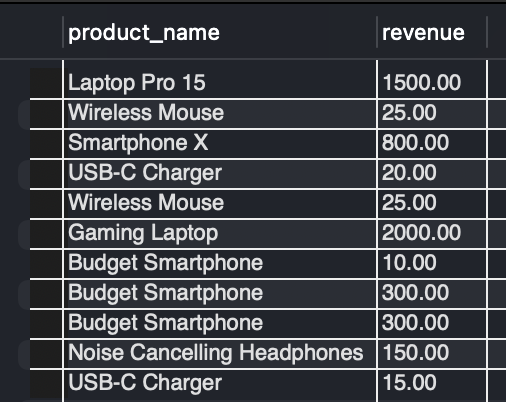 product_name revenue
Laptop Pro 15 1500.00
Wireless Mouse 25.00
Smartphone X 800.00
USB-C Charger 20.00
Wireless Mouse 25.00
Gaming Laptop 2000.00
Budget Smartphone 10.00
Budget Smartphone 300.00
Budget Smartphone 300.00
Noise Cancelling Headphones 150.00
USB-C Charger 15.00